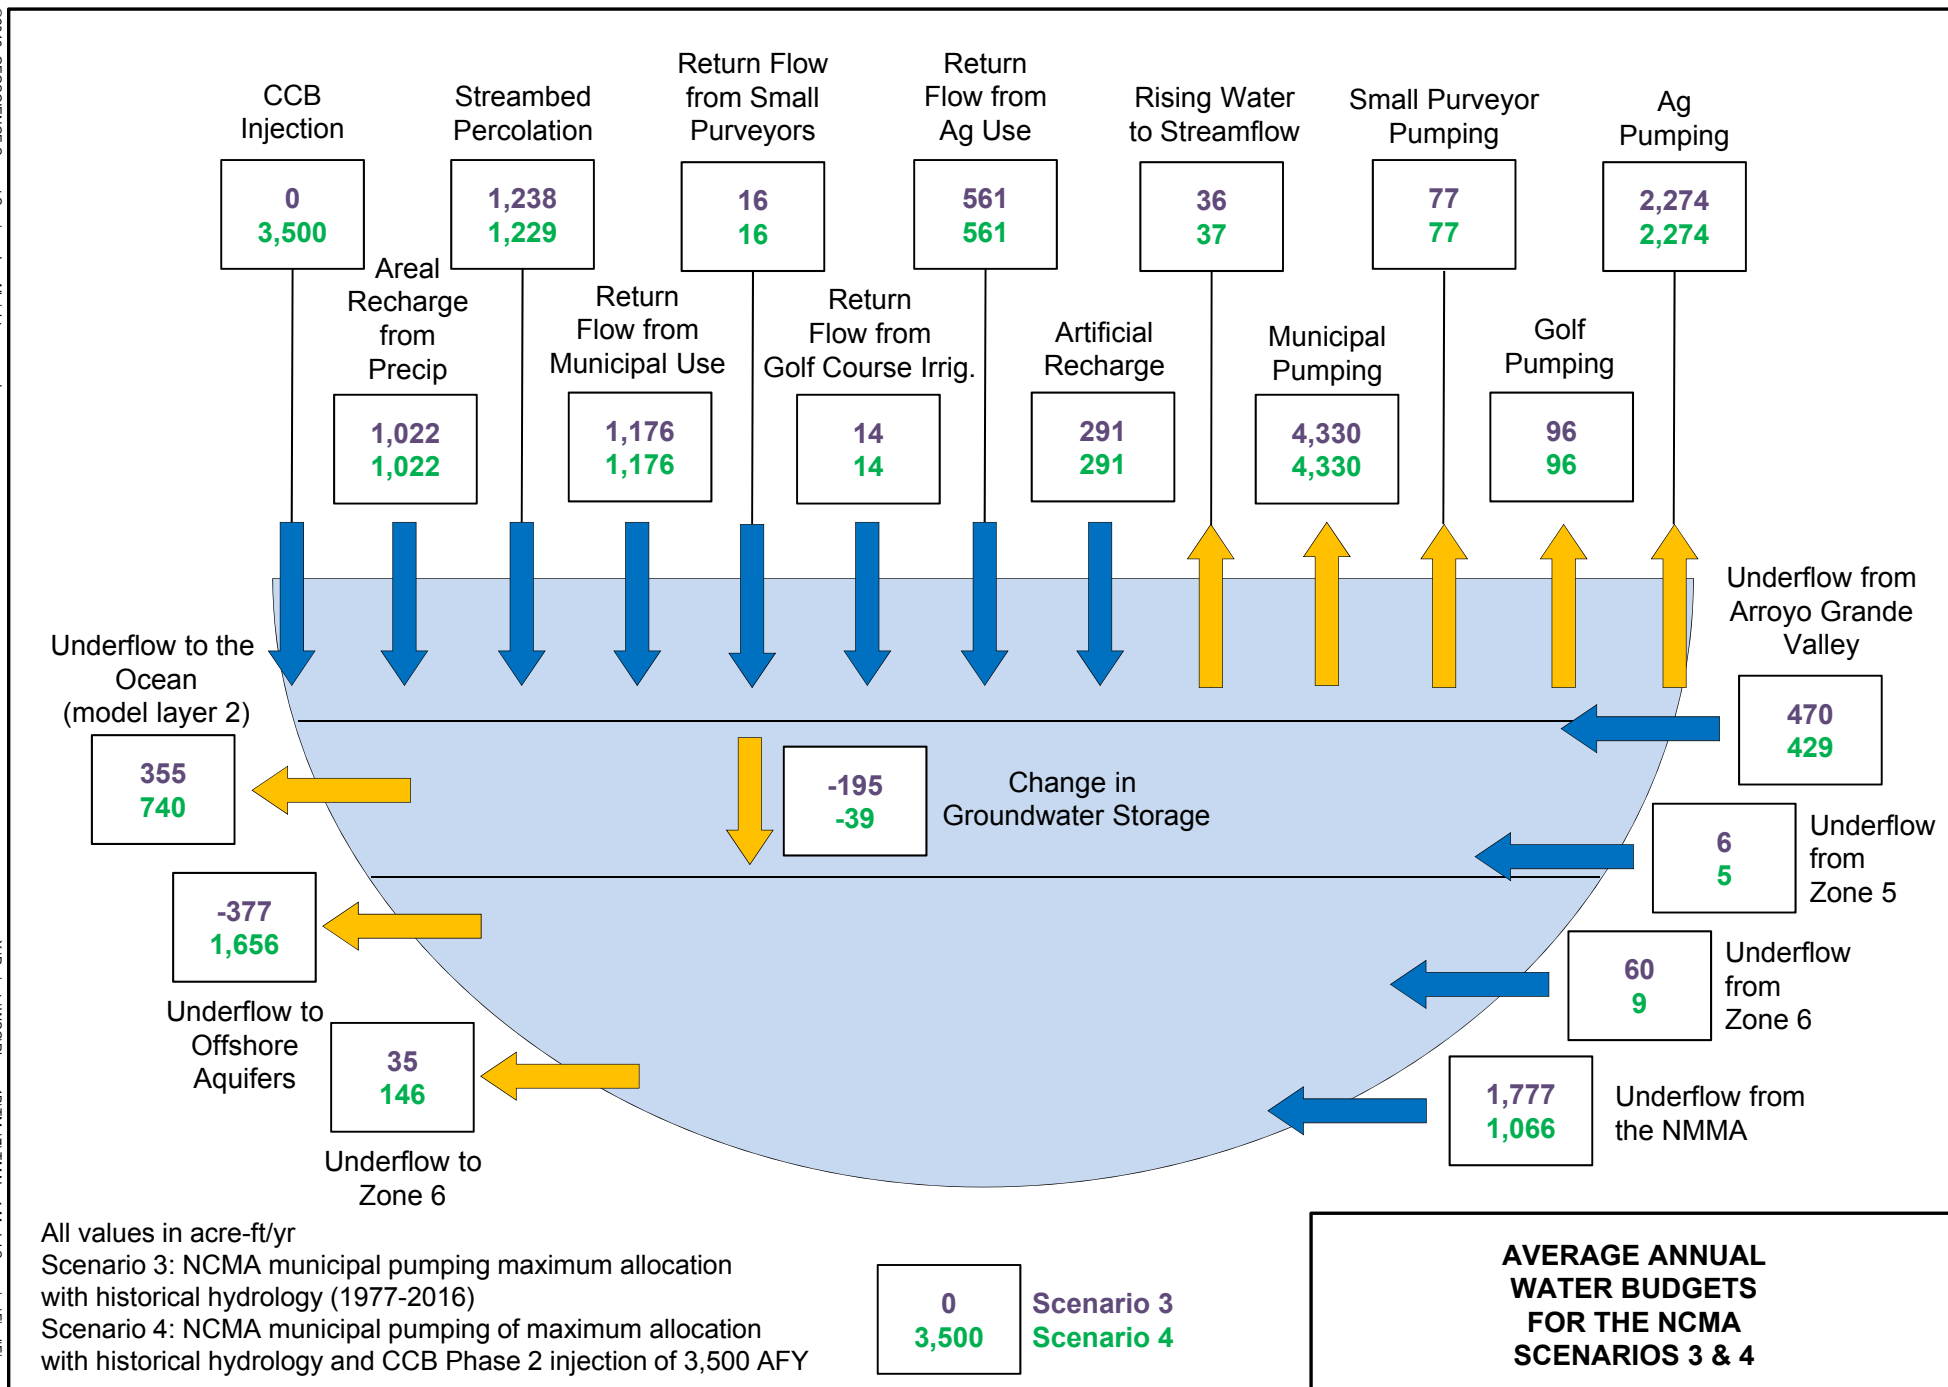 CCB
Injection
0
3,500
Streambed
Percolation
1,238
1,229
Return Flow
from Small
Purveyors
16
16
Return
Flow from
Ag Use
561
561
Rising Water
to Streamflow
36
37
Small Purveyor
Pumping
77
77
Ag
Pumping
2,274
2,274
Areal
Recharge
from
Precip
1,022
1,022
Return
Flow from
Municipal Use
1,176
1,176
Return
Flow from
Golf Course Irrig.
14
14
Artificial
Recharge
291
291
Municipal
Pumping
4,330
4,330
Golf
Pumping
96
96
Underflow from
Arroyo Grande
Valley
470
429
Underflow to the
Ocean
(model layer 2)
355
740
-195
-39
Change in
Groundwater Storage
6
5
Underflow
from
Zone 5
-377
1,656
Underflow to
Offshore
Aquifers
60
9
Underflow
from
Zone 6
35
146
Underflow to
Zone 6
1,777
1,066
Underflow from
the NMMA
All values in acre-ft/yr
Scenario 3: NCMA municipal pumping maximum allocation
with historical hydrology (1977-2016)
Scenario 4: NCMA municipal pumping of maximum allocation
with historical hydrology and CCB Phase 2 injection of 3,500 AFY
0 Scenario 3
3,500 Scenario 4
AVERAGE ANNUAL
WATER BUDGETS
FOR THE NCMA
SCENARIOS 3 & 4